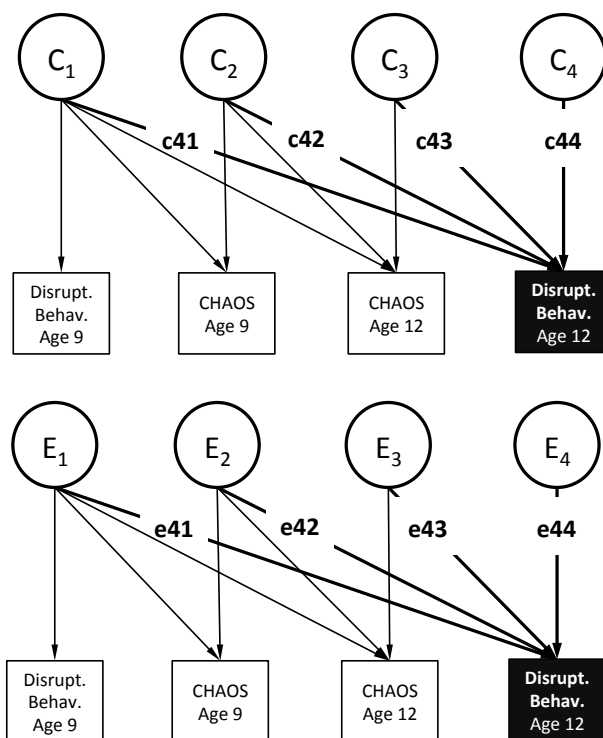 C1 C2 C3 C4
c41 c42 c43 c44
Disrupt.
Behav.
Age 9
CHAOS
Age 9
CHAOS
Age 12
Disrupt.
Behav.
Age 12
E1 E2 E3 E4
e41 e42 e43 e44
Disrupt.
Behav.
Age 9
CHAOS
Age 9
CHAOS
Age 12
Disrupt.
Behav.
Age 12